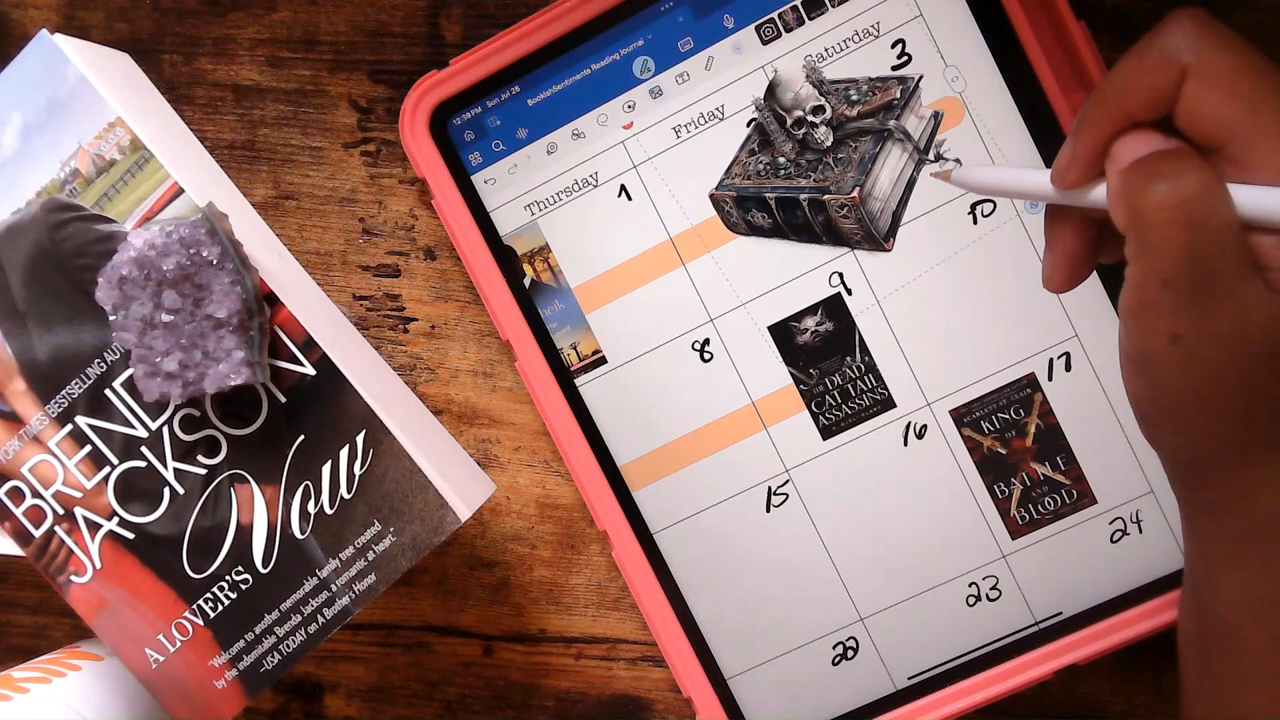 NEW YORK TIMES BESTSELLING AUT
BRENDA
JACKSON
A LOVER'S Vow
"Welcome to another memorable family tree created
by the indomitable Brenda Jackson, a romantic at heart."
—USA TODAY on A Brother's Honor
12:39 PM Sun Jul 28
BookishSentiments Reading Journal
Thursday
Friday
Saturday
1
3
8
9
10
THE DEAD
CAT TAIL
ASSASSINS
15
16
17
SCARLETT ST. CLAIR
KING
OF
BATTLE
AND
BLOOD
22
23
24